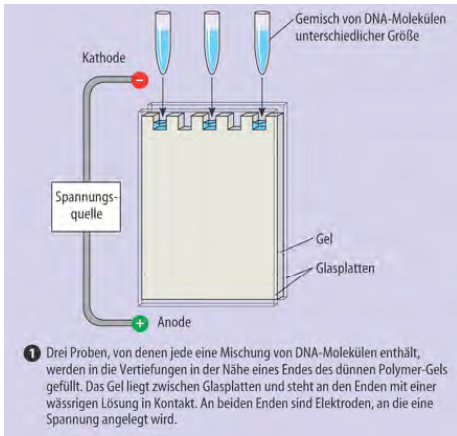 Gemisch von DNA-Molekülen
unterschiedlicher Größe
Kathode
−
Spannungs-
quelle
Gel
Glasplatten
+
Anode
1 Drei Proben, von denen jede eine Mischung von DNA-Molekülen enthält,
werden in die Vertiefungen in der Nähe eines Endes des dünnen Polymer-Gels
gefüllt. Das Gel liegt zwischen Glasplatten und steht an den Enden mit einer
wässrigen Lösung in Kontakt. An beiden Enden sind Elektroden, an die eine
Spannung angelegt wird.